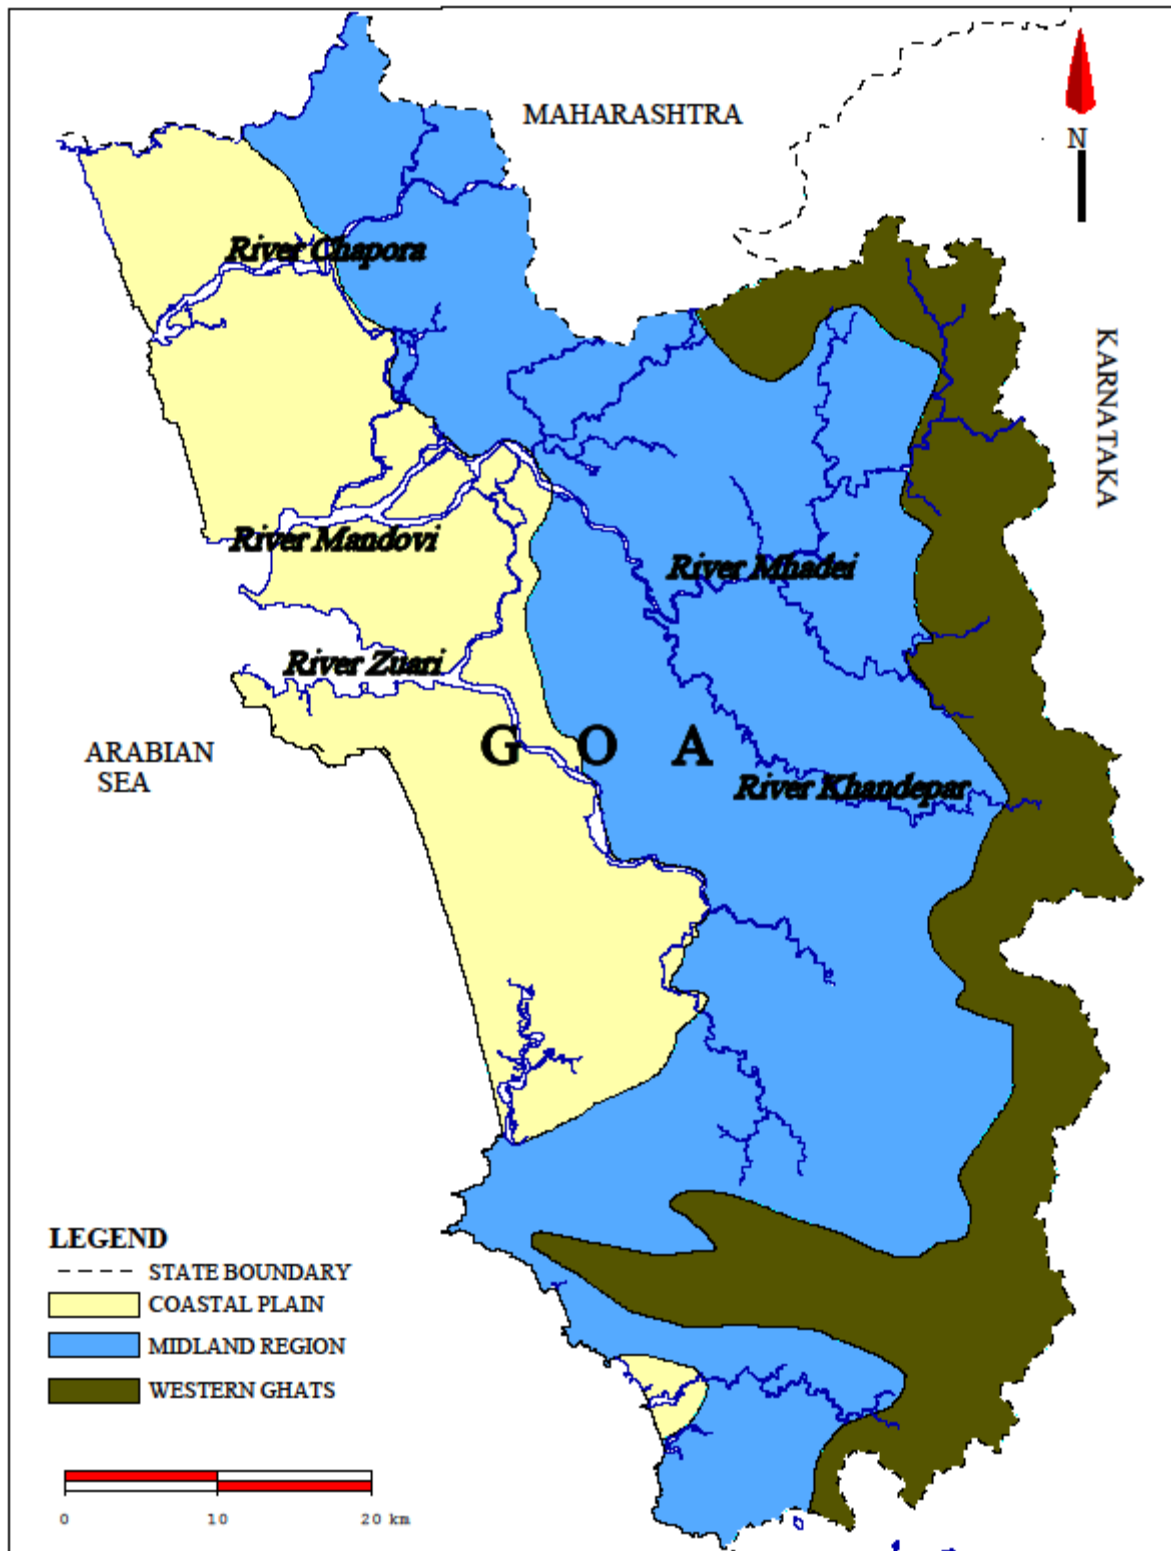 MAHARASHTRA
N
River Chapora
KARNATAKA
River Mandovi
River Mhadei
River Zuari
G O A
ARABIAN
SEA
River Khandepar
LEGEND
STATE BOUNDARY
COASTAL PLAIN
MIDLAND REGION
WESTERN GHATS
0 10 20 km